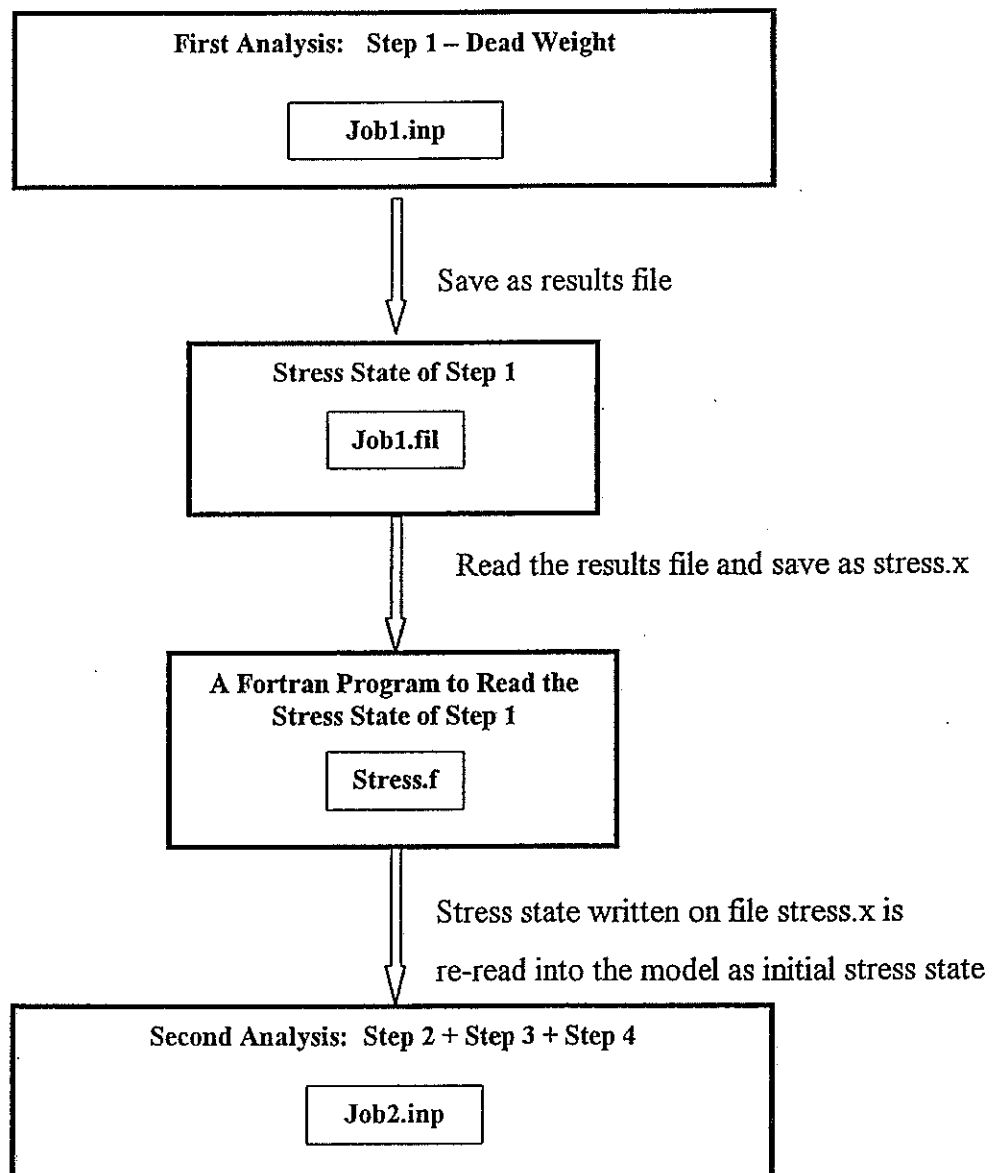 First Analysis: Step 1 – Dead Weight
Job1.inp
Save as results file
Stress State of Step 1
Job1.fil
Read the results file and save as stress.x
A Fortran Program to Read the
Stress State of Step 1
Stress.f
Stress state written on file stress.x is
re-read into the model as initial stress state
Second Analysis: Step 2 + Step 3 + Step 4
Job2.inp